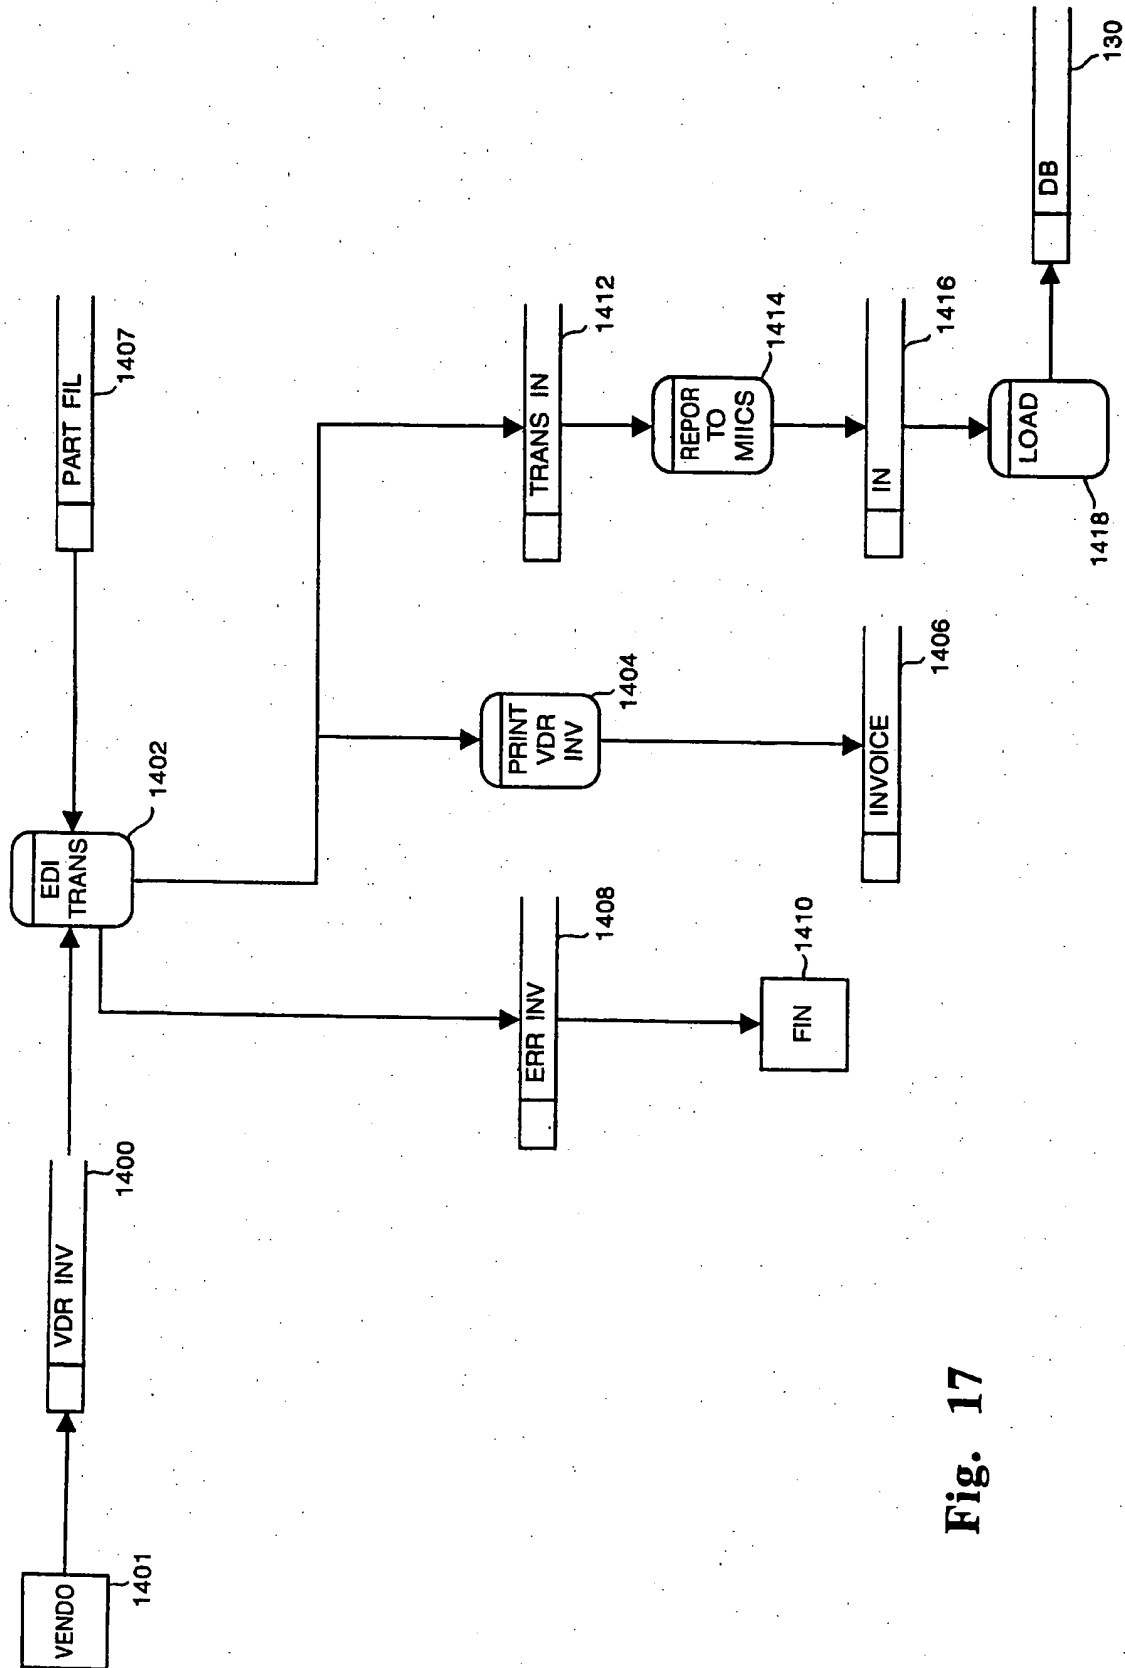 VENDO
1401
VDR INV
1400
EDI
TRANS
1402
PART FIL
1407
ERR INV
1408
FIN
1410
PRINT
VDR
INV
1404
INVOICE
1406
TRANS IN
1412
REPOR
TO
MIICS
1414
IN
1416
LOAD
1418
DB
130
Fig. 17